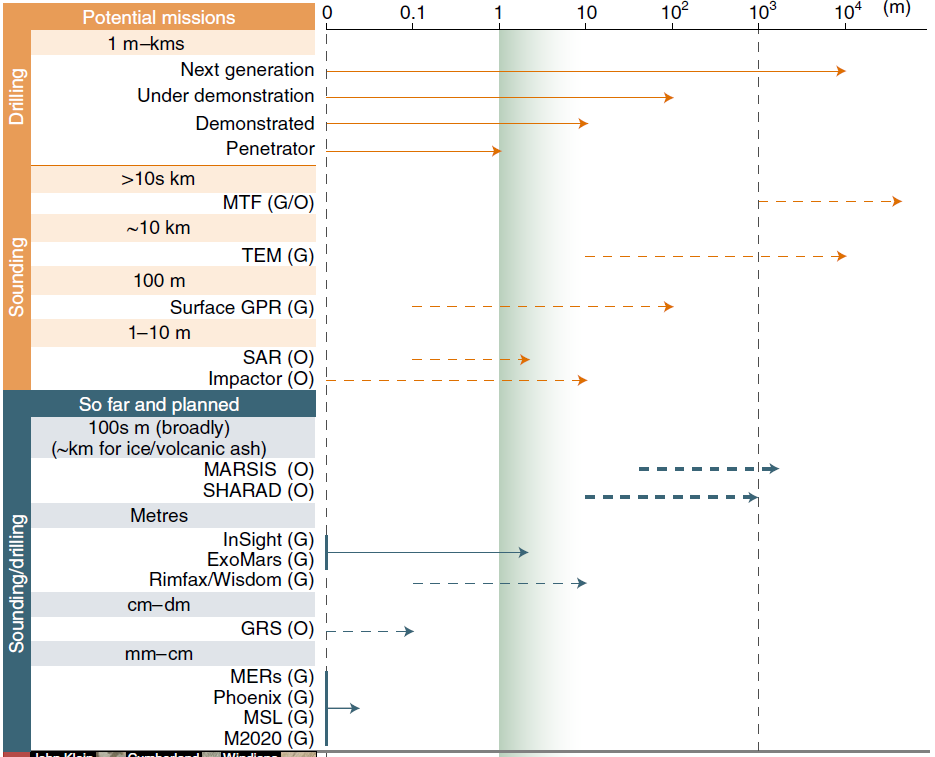 Potential missions
0 0.1 1 10 10² 10³ 10⁴ (m)
Drilling
1 m–kms
Next generation
Under demonstration
Demonstrated
Penetrator
Sounding
>10s km
MTF (G/O)
~10 km
TEM (G)
100 m
Surface GPR (G)
1–10 m
SAR (O)
Impactor (O)
So far and planned
Sounding/drilling
100s m (broadly)
(~km for ice/volcanic ash)
MARSIS (O)
SHARAD (O)
Metres
InSight (G)
ExoMars (G)
Rimfax/Wisdom (G)
cm–dm
GRS (O)
mm–cm
MERs (G)
Phoenix (G)
MSL (G)
M2020 (G)